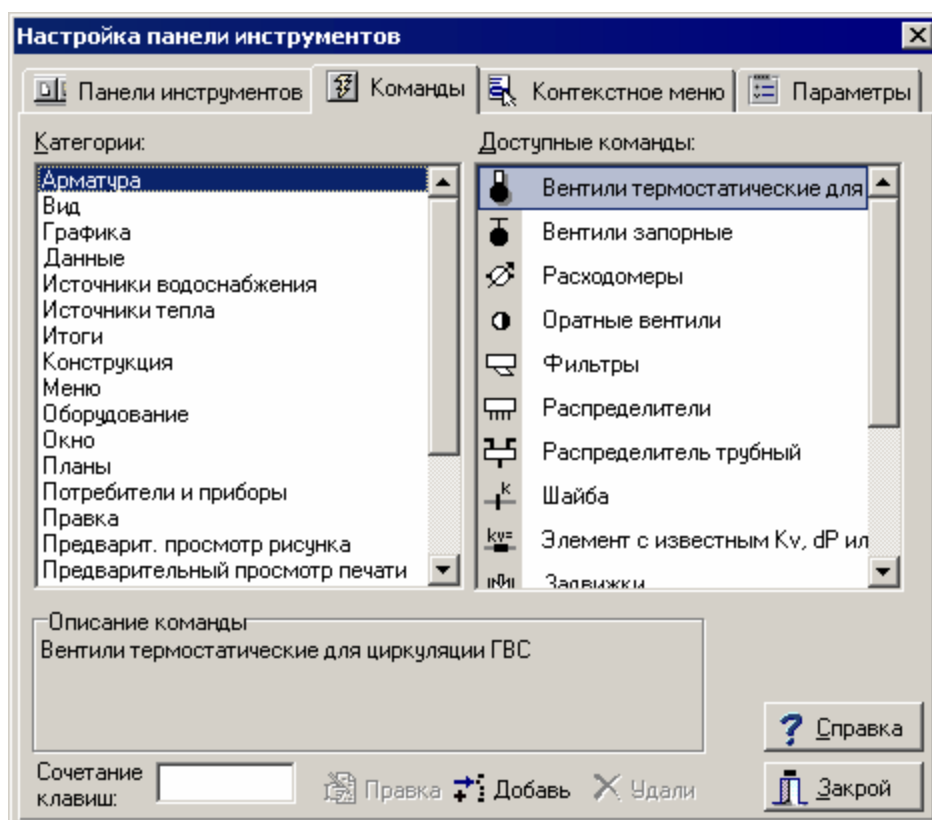 Настройка панели инструментов
Панели инструментов
Команды
Контекстное меню
Параметры
Категории:
Арматура
Вид
Графика
Данные
Источники водоснабжения
Источники тепла
Итоги
Конструкция
Меню
Оборудование
Окно
Планы
Потребители и приборы
Правка
Предварит. просмотр рисунка
Предварительный просмотр печати
Доступные команды:
Вентили термостатические для
Вентили запорные
Расходомеры
Оратные вентили
Фильтры
Распределители
Распределитель трубный
k
Шайба
kv=
Элемент с известным Kv, dP ил
Задвижки
Описание команды
Вентили термостатические для циркуляции ГВС
Справка
Сочетание
клавиш:
Правка
Добавь
Удали
Закрой